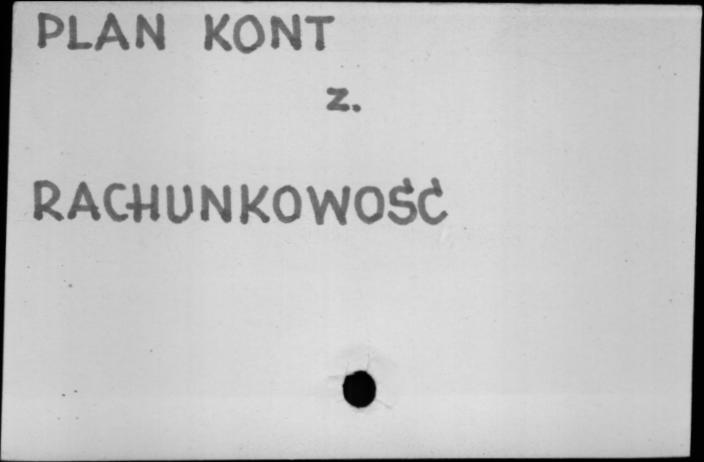 PLAN KONT
z.
RACHUNKOWOŚĆ